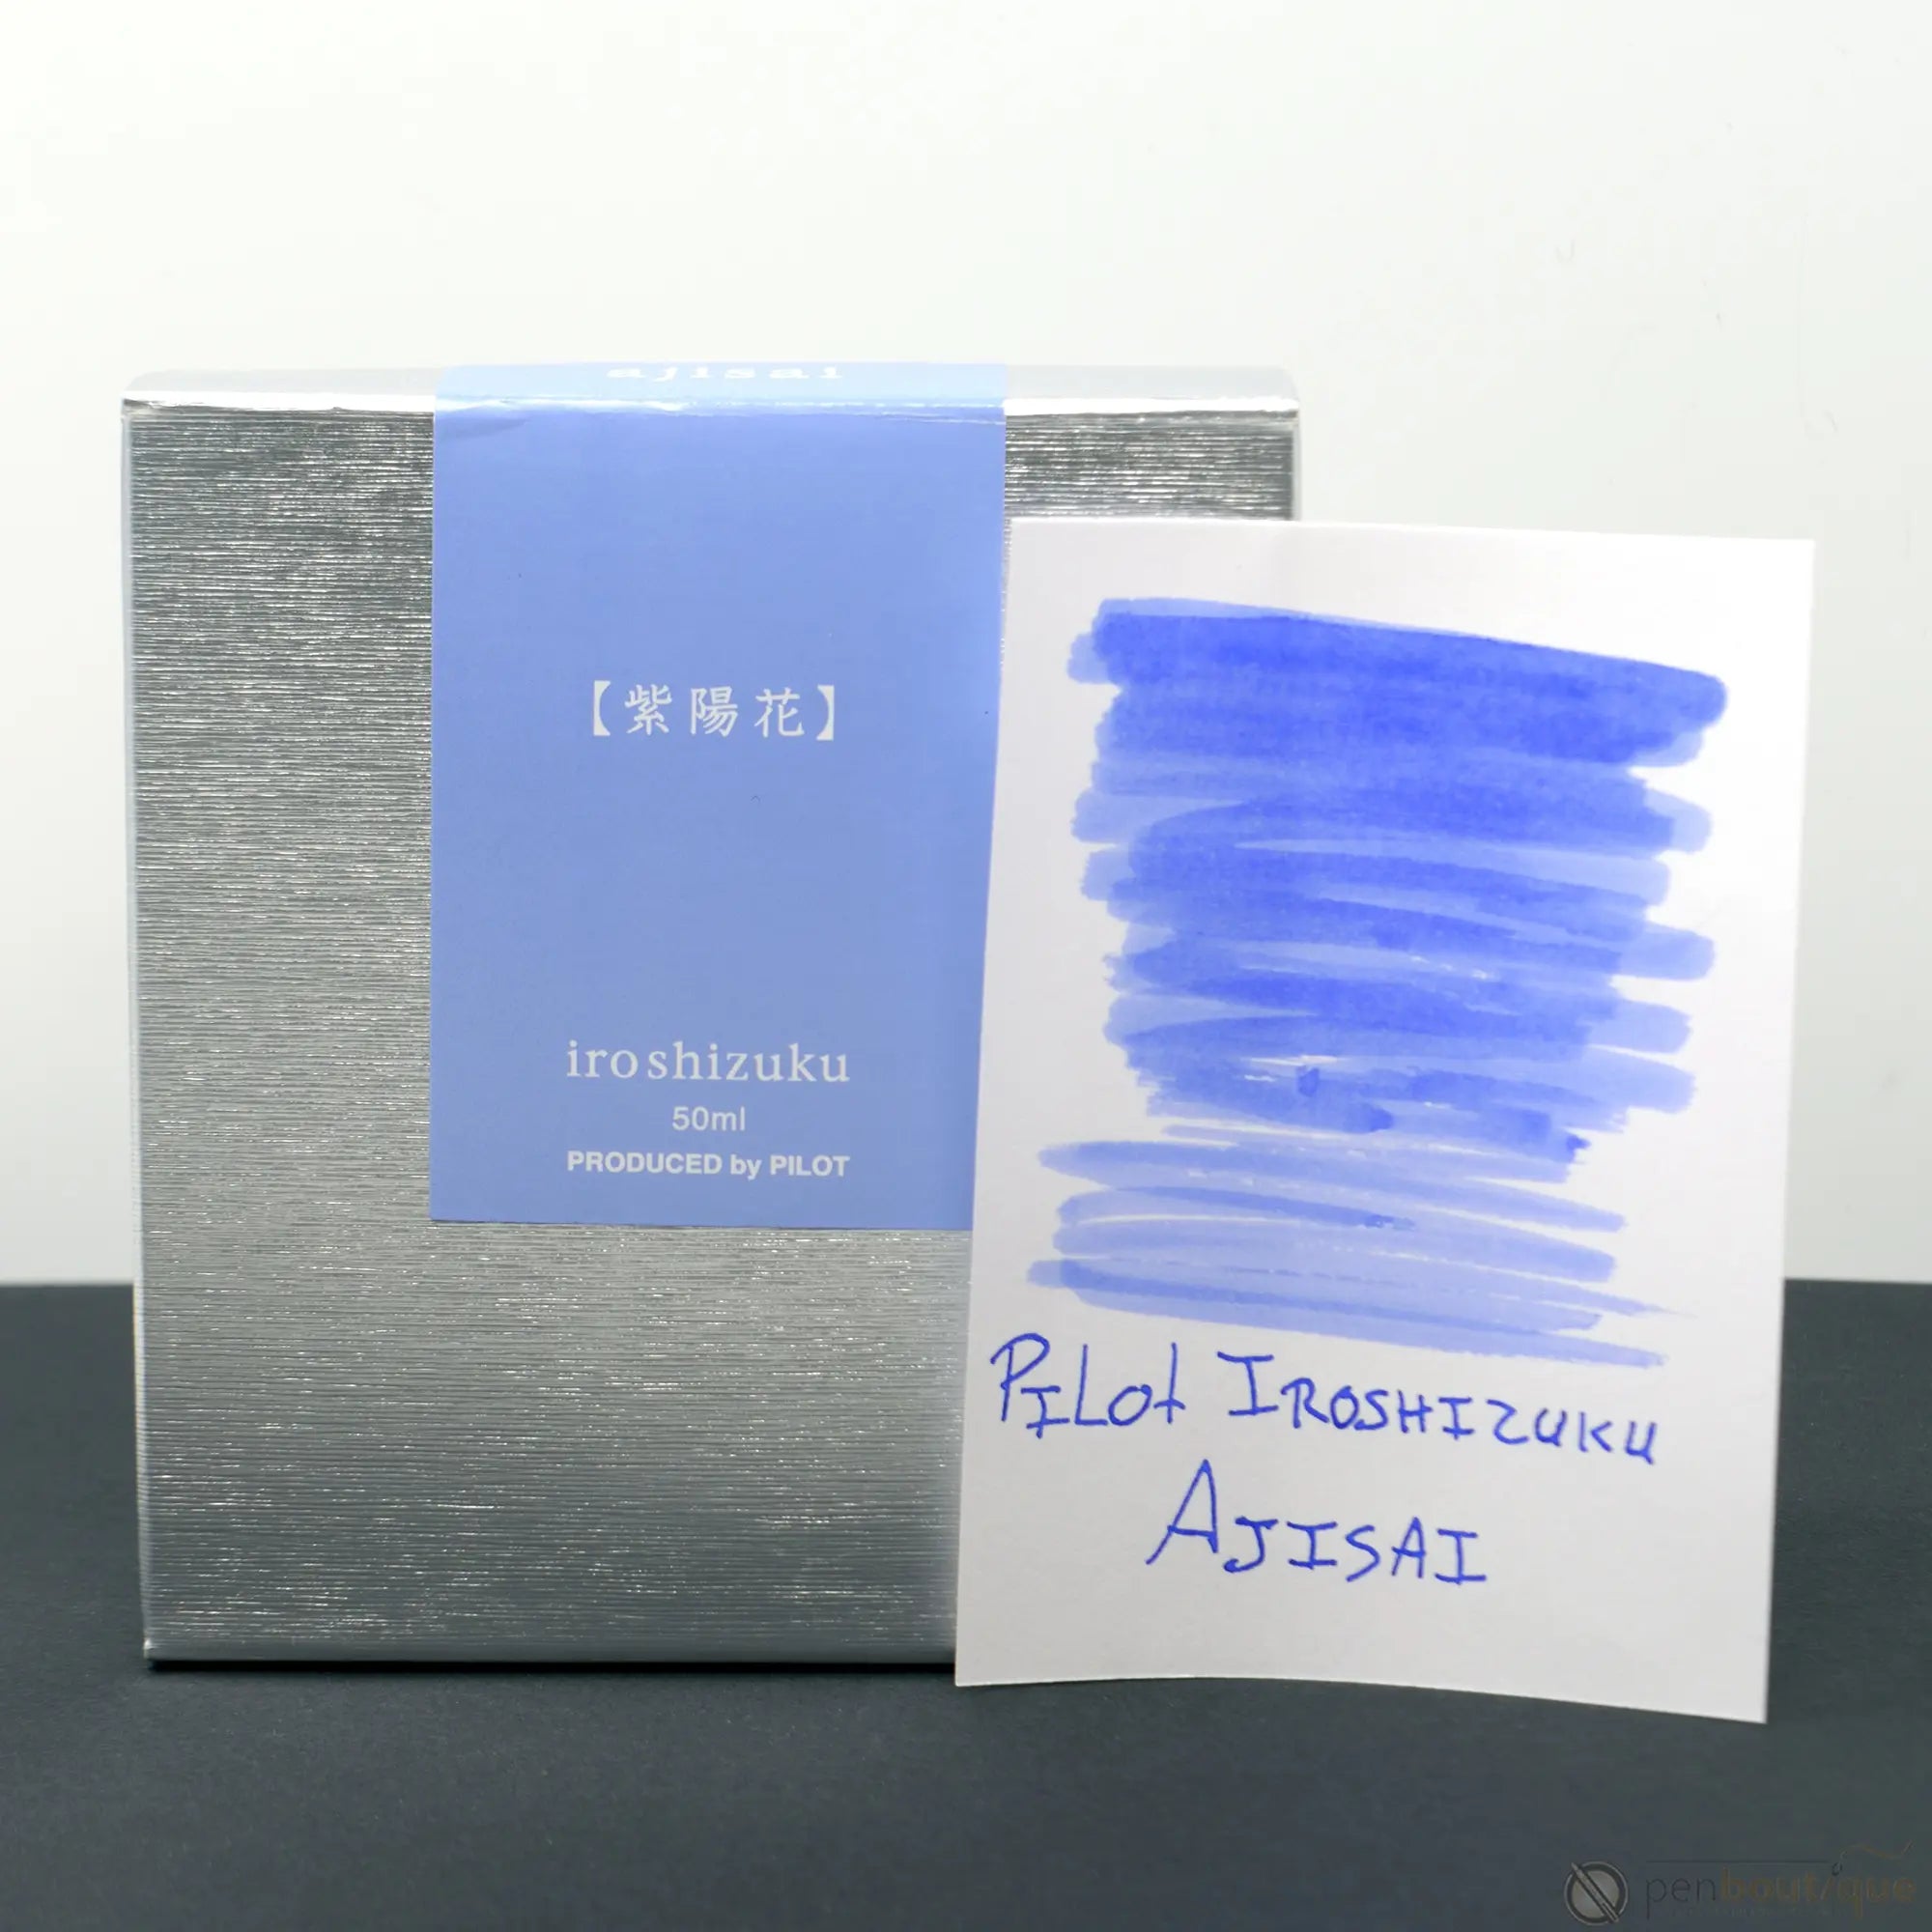 ajisai
【紫陽花】
iroshizuku
50ml
PRODUCED by PILOT
PILOt IROSHIZUKU
AJISAI
penboutique